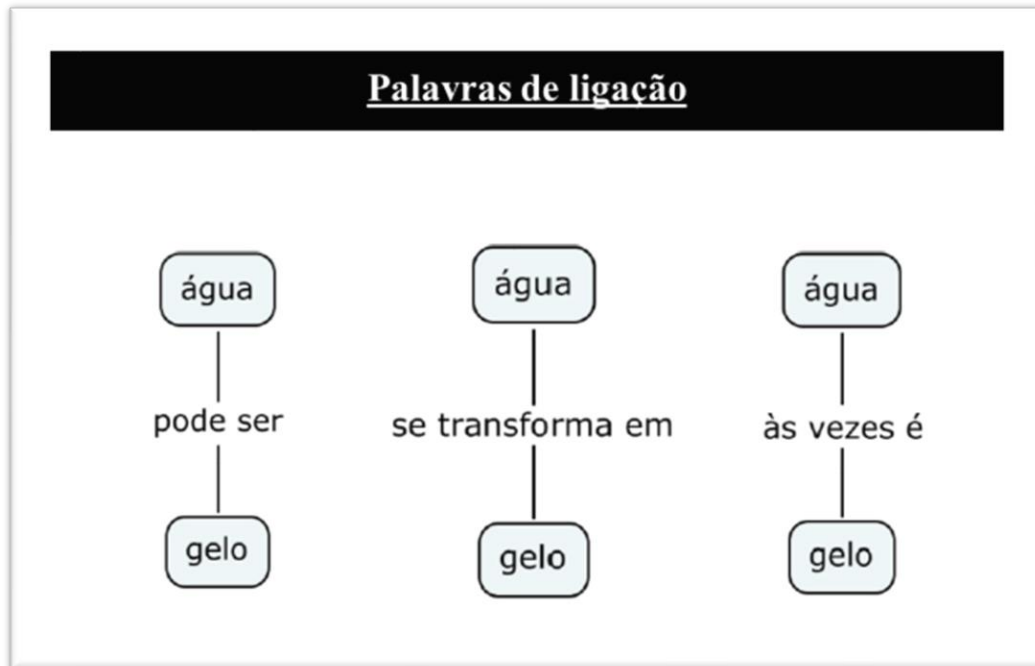 Palavras de ligação
água
pode ser
gelo
água
se transforma em
gelo
água
às vezes é
gelo